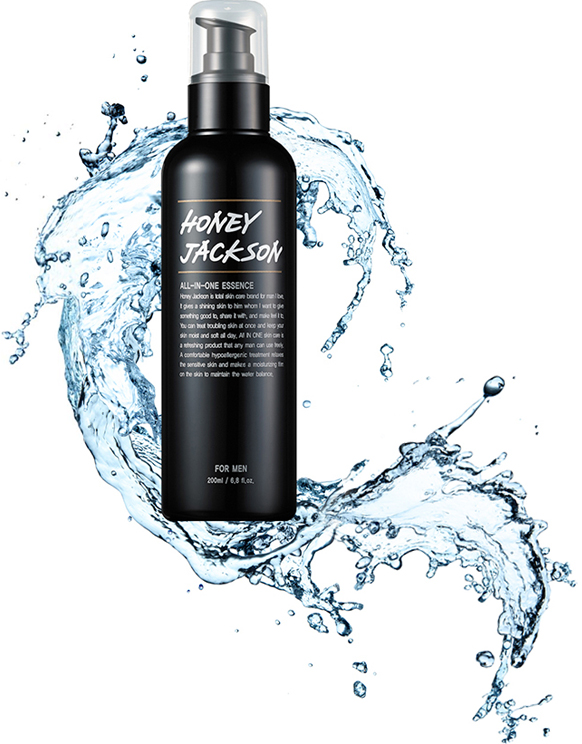 HONEY
JACKSON
ALL-IN-ONE ESSENCE
Honey Jackson is total skin care band for man I love,
It gives a shining skin to him whom I want to give
something good to, share it with, and make feel it to,
You can treat troubling skin at once and keep your
skin moist and soft all day, All IN ONE skin care is
a refreshing product that any man can use freely,
A comfortable hypoallergenic treatment relaxes
the sensitive skin and makes a moisturizing film
on the skin to maintain the water balance,
FOR MEN
200ml / 6,8 fl,oz,